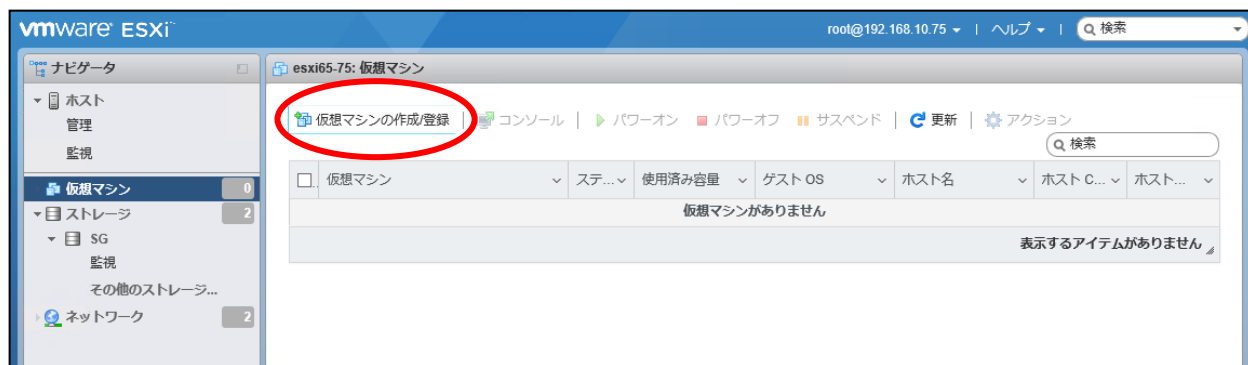 vmware ESXi™
root@192.168.10.75 | ヘルプ | 検索
ナビゲータ
ホスト
管理
監視
仮想マシン 0
ストレージ 2
SG
監視
その他のストレージ...
ネットワーク 2
esxi65-75: 仮想マシン
仮想マシンの作成/登録 | コンソール | パワーオン パワーオフ サスペンド | 更新 | アクション
検索
仮想マシン ステ... 使用済み容量 ゲスト OS ホスト名 ホスト C... ホスト...
仮想マシンがありません
表示するアイテムがありません